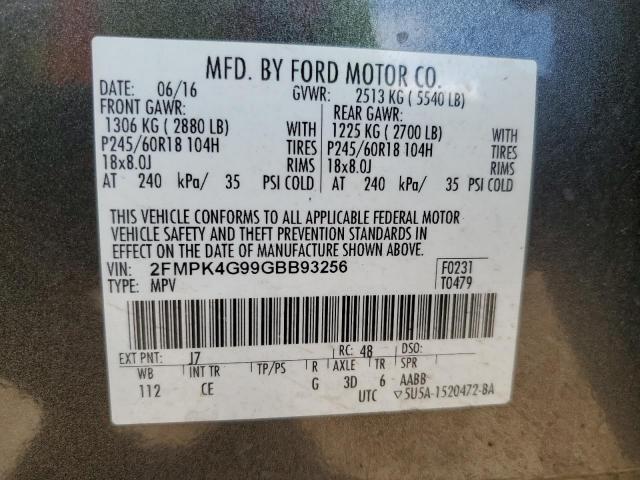 MFD. BY FORD MOTOR CO.
DATE: 06/16 GVWR: 2513 KG ( 5540 LB)
FRONT GAWR: REAR GAWR:
1306 KG ( 2880 LB) WITH 1225 KG ( 2700 LB) WITH
P245/60R18 104H TIRES P245/60R18 104H TIRES
18x8.0J RIMS 18x8.0J RIMS
AT 240 kPa/ 35 PSI COLD AT 240 kPa/ 35 PSI COLD
THIS VEHICLE CONFORMS TO ALL APPLICABLE FEDERAL MOTOR
VEHICLE SAFETY AND THEFT PREVENTION STANDARDS IN
EFFECT ON THE DATE OF MANUFACTURE SHOWN ABOVE.
VIN: 2FMPK4G99GBB93256 F0231
TYPE: MPV T0479
EXT PNT: J7 RC: 48 DSO:
WB INT TR TP/PS R AXLE TR SPR
112 CE G 3D 6 AABB
UTC ▽5U5A-1520472-BA